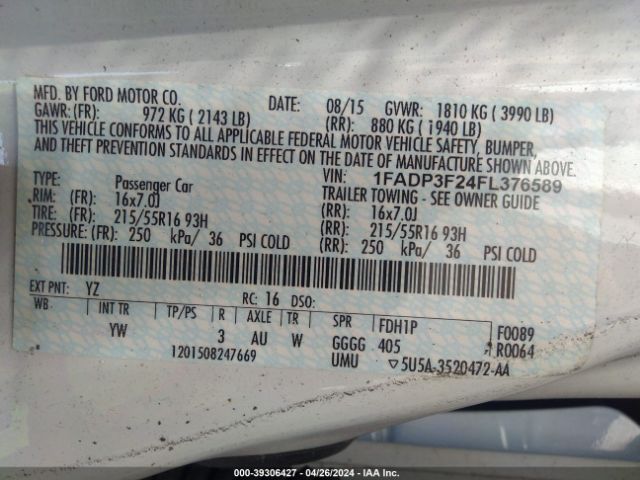 MFD. BY FORD MOTOR CO. DATE: 08/15 GVWR: 1810 KG ( 3990 LB)
GAWR: (FR): 972 KG ( 2143 LB) (RR): 880 KG ( 1940 LB)
THIS VEHICLE CONFORMS TO ALL APPLICABLE FEDERAL MOTOR VEHICLE SAFETY, BUMPER,
AND THEFT PREVENTION STANDARDS IN EFFECT ON THE DATE OF MANUFACTURE SHOWN ABOVE.
VIN: 1FADP3F24FL376589
TYPE: Passenger Car TRAILER TOWING - SEE OWNER GUIDE
RIM: (FR): 16x7.0J (RR): 16x7.0J
TIRE: (FR): 215/55R16 93H (RR): 215/55R16 93H
PRESSURE: (FR): 250 kPa/ 36 PSI COLD (RR): 250 kPa/ 36 PSI COLD
EXT PNT: YZ RC: 16 DSO:
WB INT TR TP/PS R AXLE TR SPR FDH1P F0089
YW 3 AU W GGGG 405 R0064
1201508247669 UMU ▽5U5A-3520472-AA
000-39306427 - 04/26/2024 - IAA Inc.